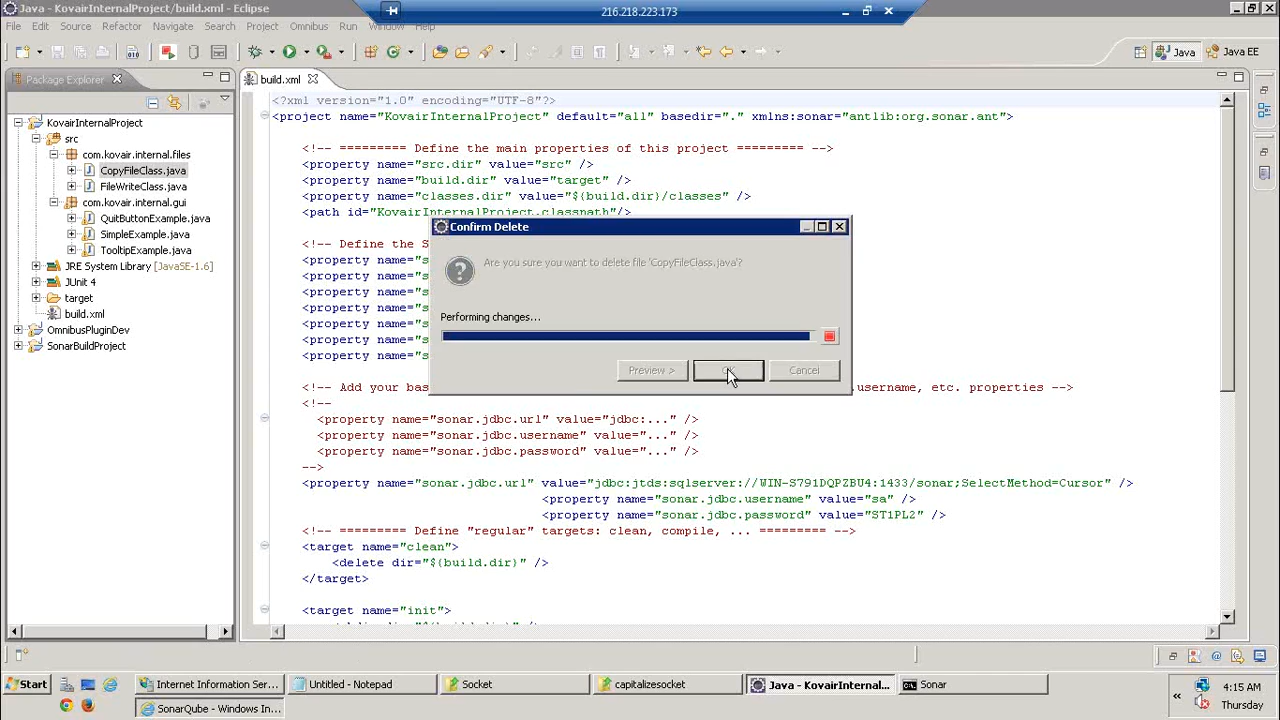 Java - KovairInternalProject/build.xml - Eclipse
216.218.223.173
File Edit Source Refactor Navigate Search Project Omnibus Run Window Help
Java
Java EE
Package Explorer
build.xml
KovairInternalProject
src
com.kovair.internal.files
CopyFileClass.java
FileWriteClass.java
com.kovair.internal.gui
QuitButtonExample.java
SimpleExample.java
TooltipExample.java
JRE System Library [JavaSE-1.6]
JUnit 4
target
build.xml
OmnibusPluginDev
SonarBuildProject
<?xml version="1.0" encoding="UTF-8"?>
<project name="KovairInternalProject" default="all" basedir="." xmlns:sonar="antlib:org.sonar.ant">
<!-- ========= Define the main properties of this project ========= -->
<property name="src.dir" value="src" />
<property name="build.dir" value="target" />
<property name="classes.dir" value="${build.dir}/classes" />
<path id="KovairInternalProject.classpath"/>
<!-- Define the S
<property name="s
<property name="s
<property name="s
<property name="s
<property name="s
<property name="s
<property name="s
<!-- Add your bas
.username, etc. properties -->
<!--
<property name="sonar.jdbc.url" value="jdbc:..." />
<property name="sonar.jdbc.username" value="..." />
<property name="sonar.jdbc.password" value="..." />
-->
<property name="sonar.jdbc.url" value="jdbc:jtds:sqlserver://WIN-S791DQPZBU4:1433/sonar;SelectMethod=Cursor" />
<property name="sonar.jdbc.username" value="sa" />
<property name="sonar.jdbc.password" value="ST1PL2" />
<!-- ========= Define "regular" targets: clean, compile, ... ========= -->
<target name="clean">
<delete dir="${build.dir}" />
</target>
<target name="init">
Confirm Delete
Are you sure you want to delete file 'CopyFileClass.java'?
Performing changes...
Preview >
Cancel
Start
Internet Information Ser...
Untitled - Notepad
Socket
capitalizesocket
Java - KovairInternal...
Sonar
SonarQube - Windows In...
4:15 AM
Thursday